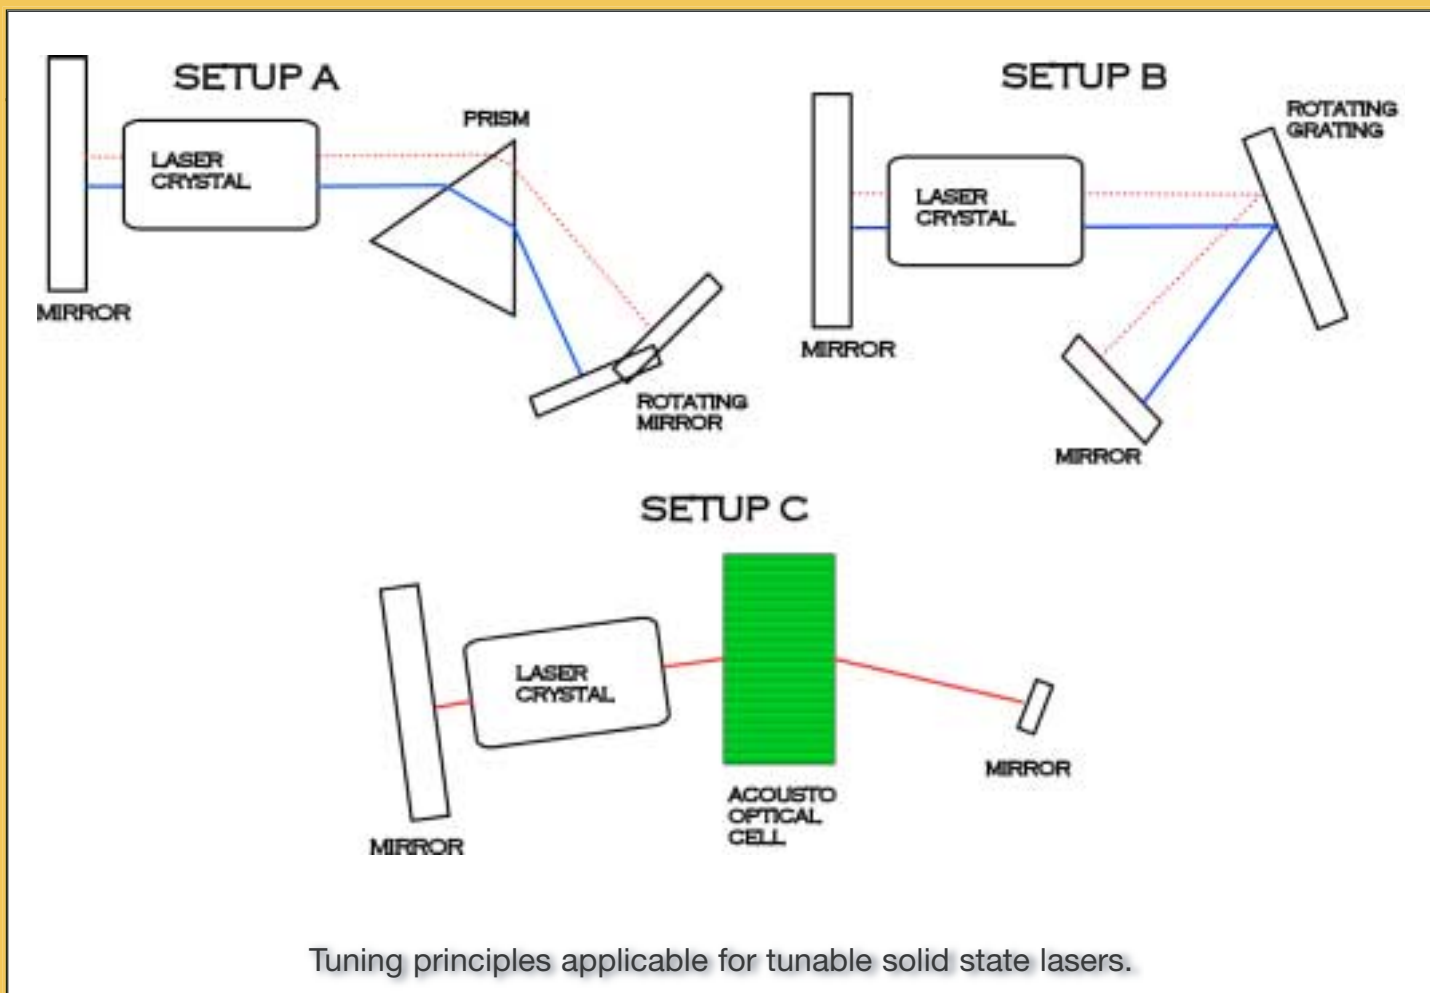 SETUP A
PRISM
LASER
CRYSTAL
MIRROR
ROTATING
MIRROR
SETUP B
ROTATING
GRATING
LASER
CRYSTAL
MIRROR
MIRROR
SETUP C
LASER
CRYSTAL
MIRROR
ACOUSTO
OPTICAL
CELL
MIRROR
Tuning principles applicable for tunable solid state lasers.